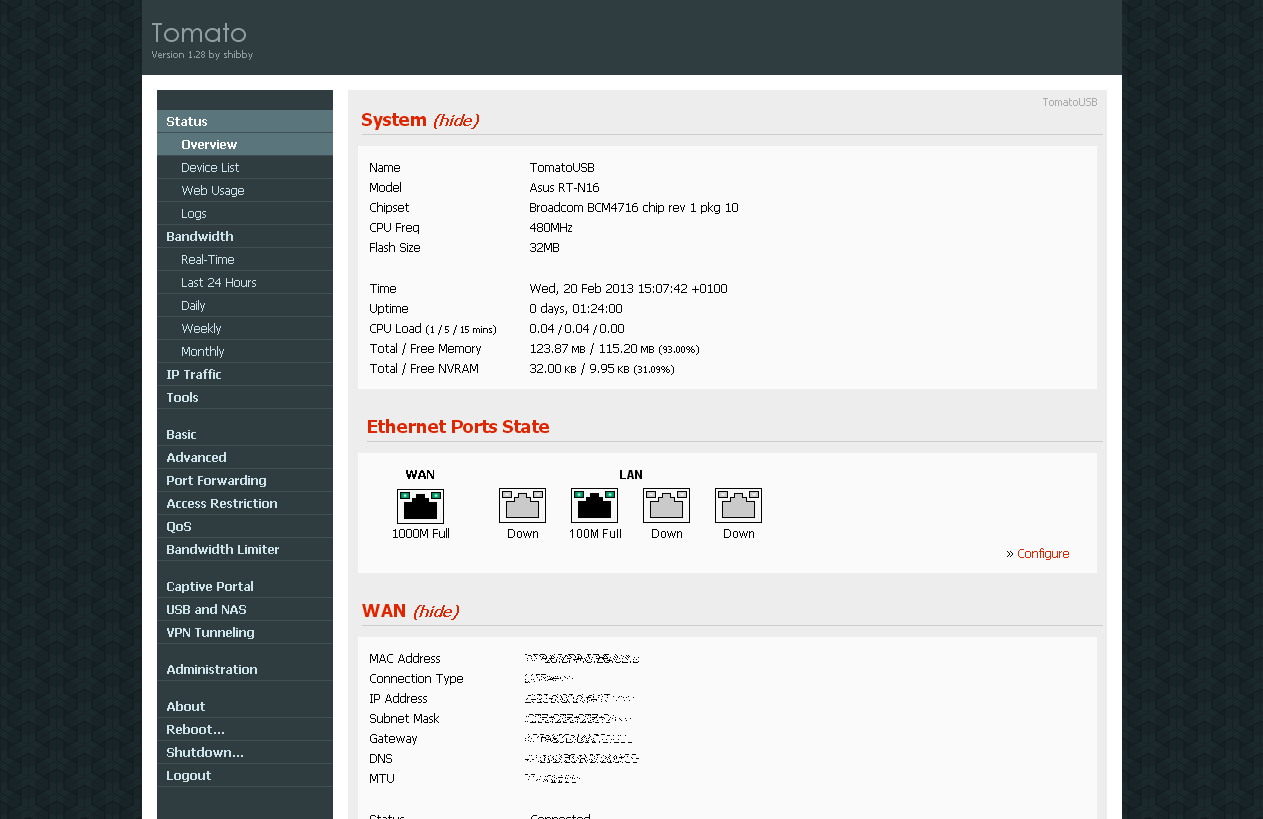 Tomato
Version 1.28 by shibby
Status
Overview
Device List
Web Usage
Logs
Bandwidth
Real-Time
Last 24 Hours
Daily
Weekly
Monthly
IP Traffic
Tools
Basic
Advanced
Port Forwarding
Access Restriction
QoS
Bandwidth Limiter
Captive Portal
USB and NAS
VPN Tunneling
Administration
About
Reboot...
Shutdown...
Logout
TomatoUSB
System (hide)
Name TomatoUSB
Model Asus RT-N16
Chipset Broadcom BCM4716 chip rev 1 pkg 10
CPU Freq 480MHz
Flash Size 32MB
Time Wed, 20 Feb 2013 15:07:42 +0100
Uptime 0 days, 01:24:00
CPU Load (1 / 5 / 15 mins) 0.04 / 0.04 / 0.00
Total / Free Memory 123.87 MB / 115.20 MB (93.00%)
Total / Free NVRAM 32.00 KB / 9.95 KB (31.09%)
Ethernet Ports State
WAN LAN
1000M Full Down 100M Full Down Down
» Configure
WAN (hide)
MAC Address
Connection Type
IP Address
Subnet Mask
Gateway
DNS
MTU
Status Connected